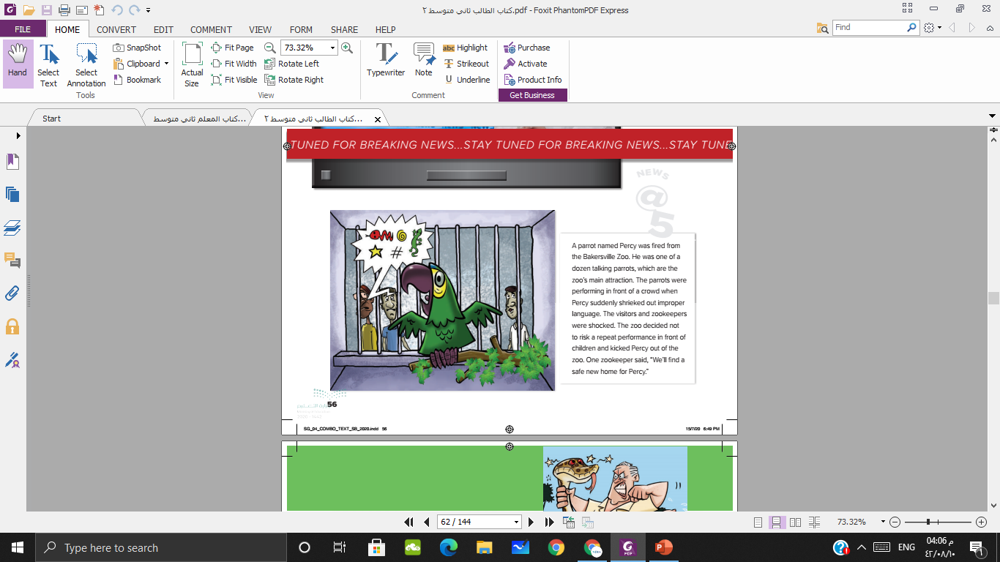 كتاب الطالب ثاني متوسط ٢.pdf - Foxit PhantomPDF Express
FILE HOME CONVERT EDIT COMMENT VIEW FORM SHARE HELP Find
Hand
Select Text
Select Annotation
SnapShot
Clipboard
Bookmark
Tools
Actual Size
Fit Page
Fit Width
Fit Visible
73.32%
Rotate Left
Rotate Right
View
Typewriter
Note
abc Highlight
T Strikeout
U Underline
Comment
Purchase
Activate
Product Info
Get Business
Start
كتاب المعلم ثاني متوسط...
كتاب الطالب ثاني متوسط ٢...
TUNED FOR BREAKING NEWS...STAY TUNED FOR BREAKING NEWS...STAY TUNE
NEWS
@
5
#
A parrot named Percy was fired from
the Bakersville Zoo. He was one of a
dozen talking parrots, which are the
zoo's main attraction. The parrots were
performing in front of a crowd when
Percy suddenly shrieked out improper
language. The visitors and zookeepers
were shocked. The zoo decided not
to risk a repeat performance in front of
children and kicked Percy out of the
zoo. One zookeeper said, "We'll find a
safe new home for Percy."
56
SG_04_COMBO_TEXT_SB_2020.indd 56
15/7/20 6:49 PM
62 / 144
73.32%
Type here to search
ENG
04:06 م
٤٢/٠٨/١٠
1